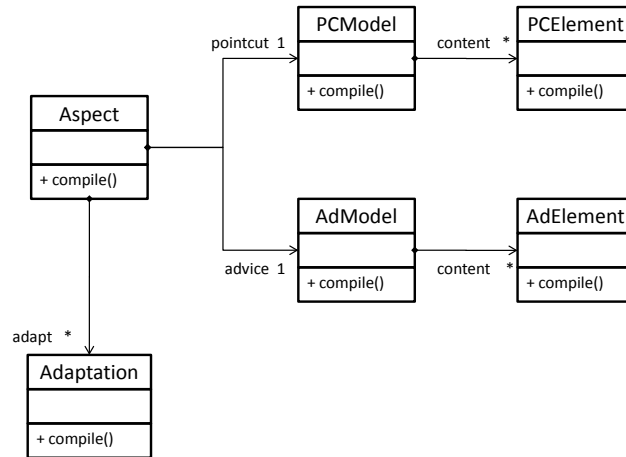 PCModel
PCElement
pointcut 1
content *
+ compile()
+ compile()
Aspect
+ compile()
AdModel
AdElement
advice 1
content *
+ compile()
+ compile()
adapt *
Adaptation
+ compile()